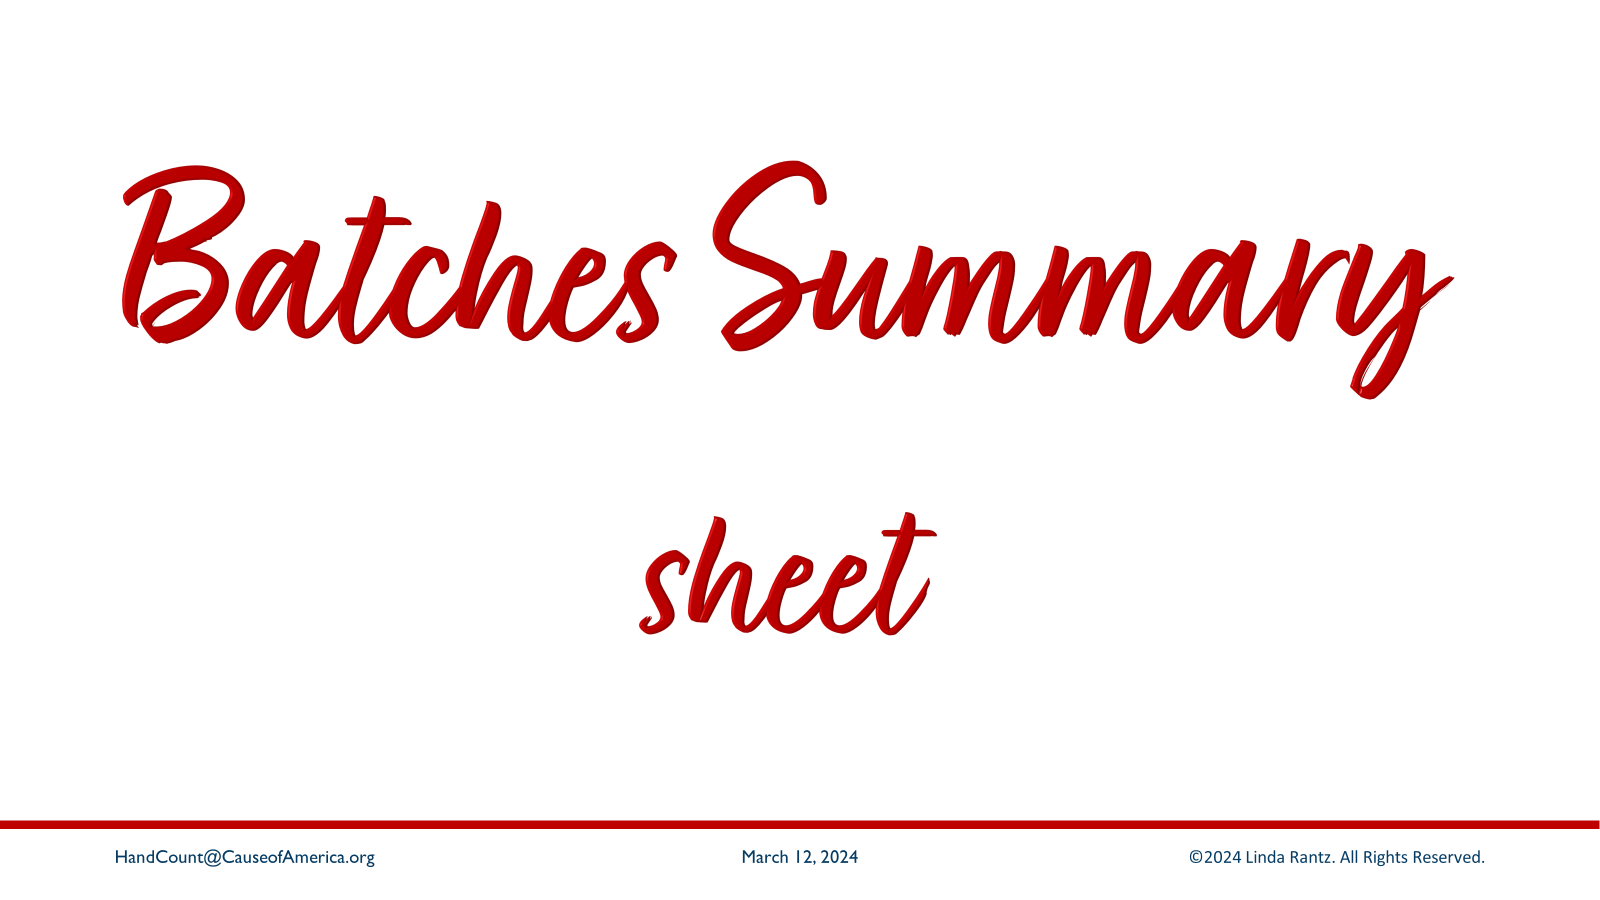 Batches Summary
sheet
HandCount@CauseofAmerica.org
March 12, 2024
©2024 Linda Rantz. All Rights Reserved.